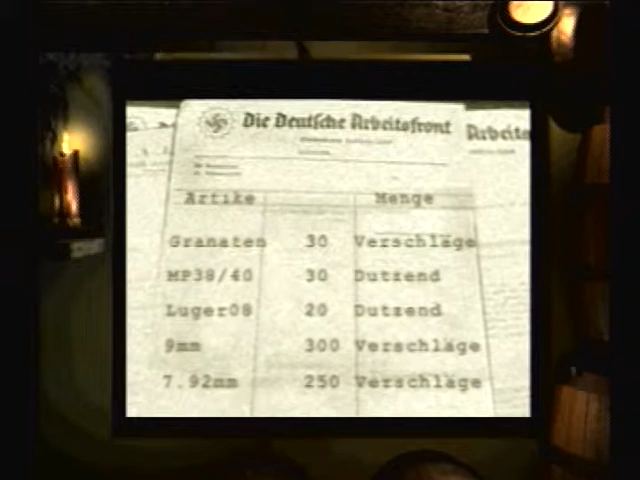 Die Deutsche Arbeitsfront
Arbeits
Artike Menge
Granaten 30 Verschläge
MP38/40 30 Dutzend
Luger08 20 Dutzend
9mm 300 Verschläge
7.92mm 250 Verschläge